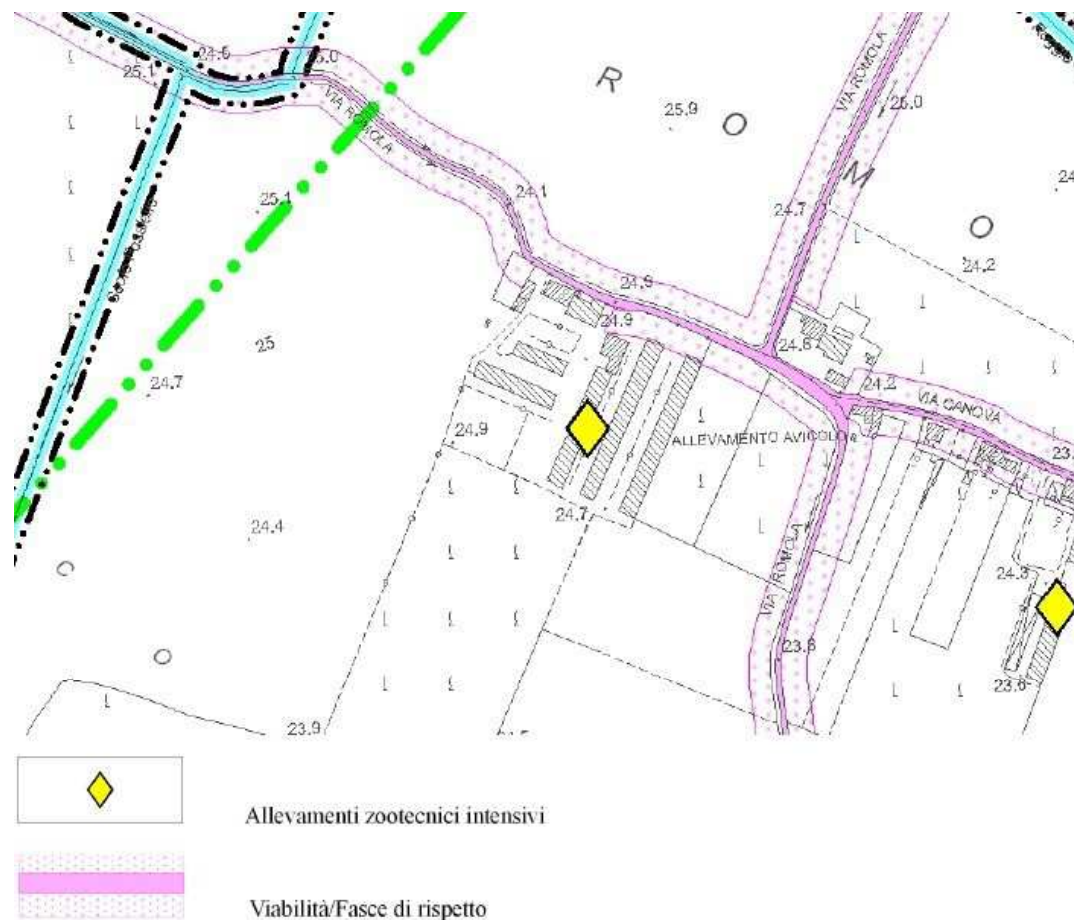 24.6
25.0
25.1
VIA ROMOLA
VIA ROMOLA
R
O
M
O
25.9
25.0
25.1
24.1
24.7
24.2
24.9
24.9
24.6
24.2
VIA CANOVA
25
24.7
24.9
ALLEVAMENTO AVICOLO
24.7
24.4
VIA ROMOLA
24.3
C
O
23.8
23.6
23.9
Allevamenti zootecnici intensivi
Viabilità/Fasce di rispetto